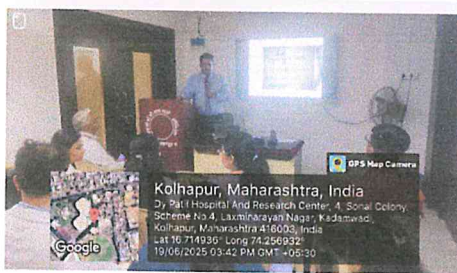 GPS Map Camera
Kolhapur, Maharashtra, India
Dy Patil Hospital And Research Center, 4, Sonal Colony,
Scheme No.4, Laxminarayan Nagar, Kadamwadi,
Kolhapur, Maharashtra 416003, India
Lat 16.714936° Long 74.256932°
19/06/2025 03:42 PM GMT +05:30
Google